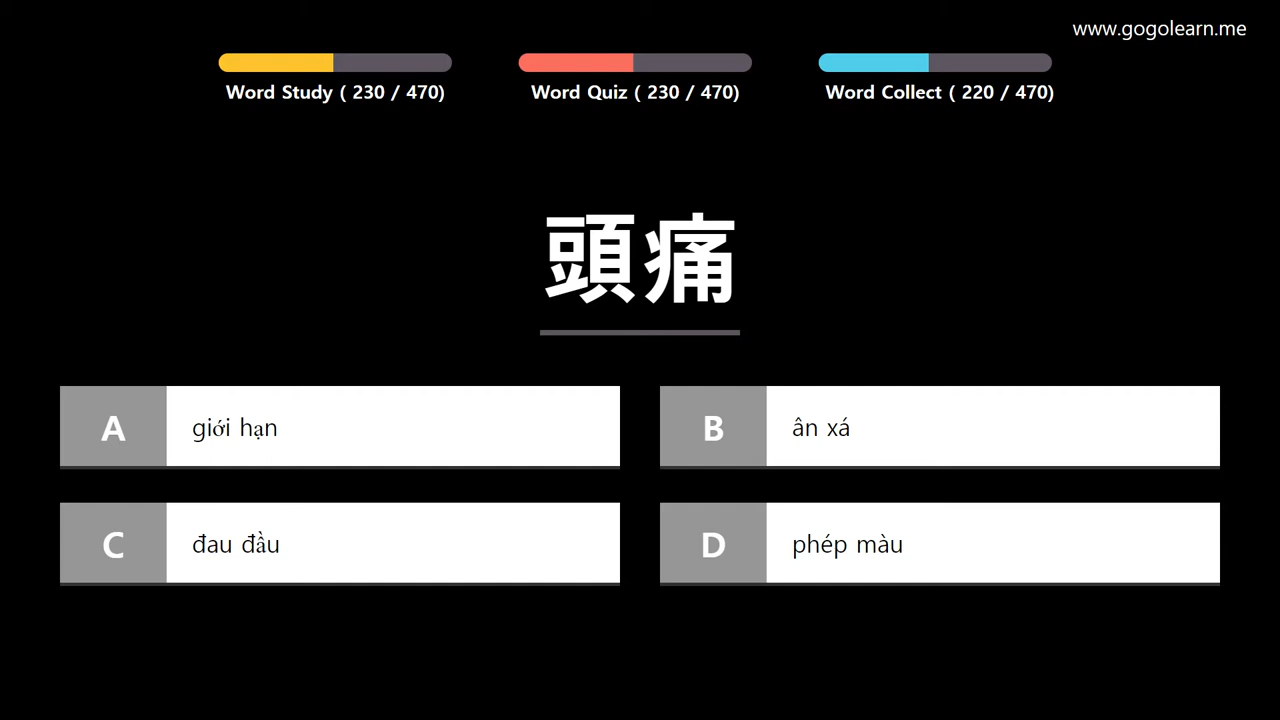 www.gogolearn.me
Word Study ( 230 / 470)
Word Quiz ( 230 / 470)
Word Collect ( 220 / 470)
頭痛
A giới hạn
B ân xá
C đau đầu
D phép màu